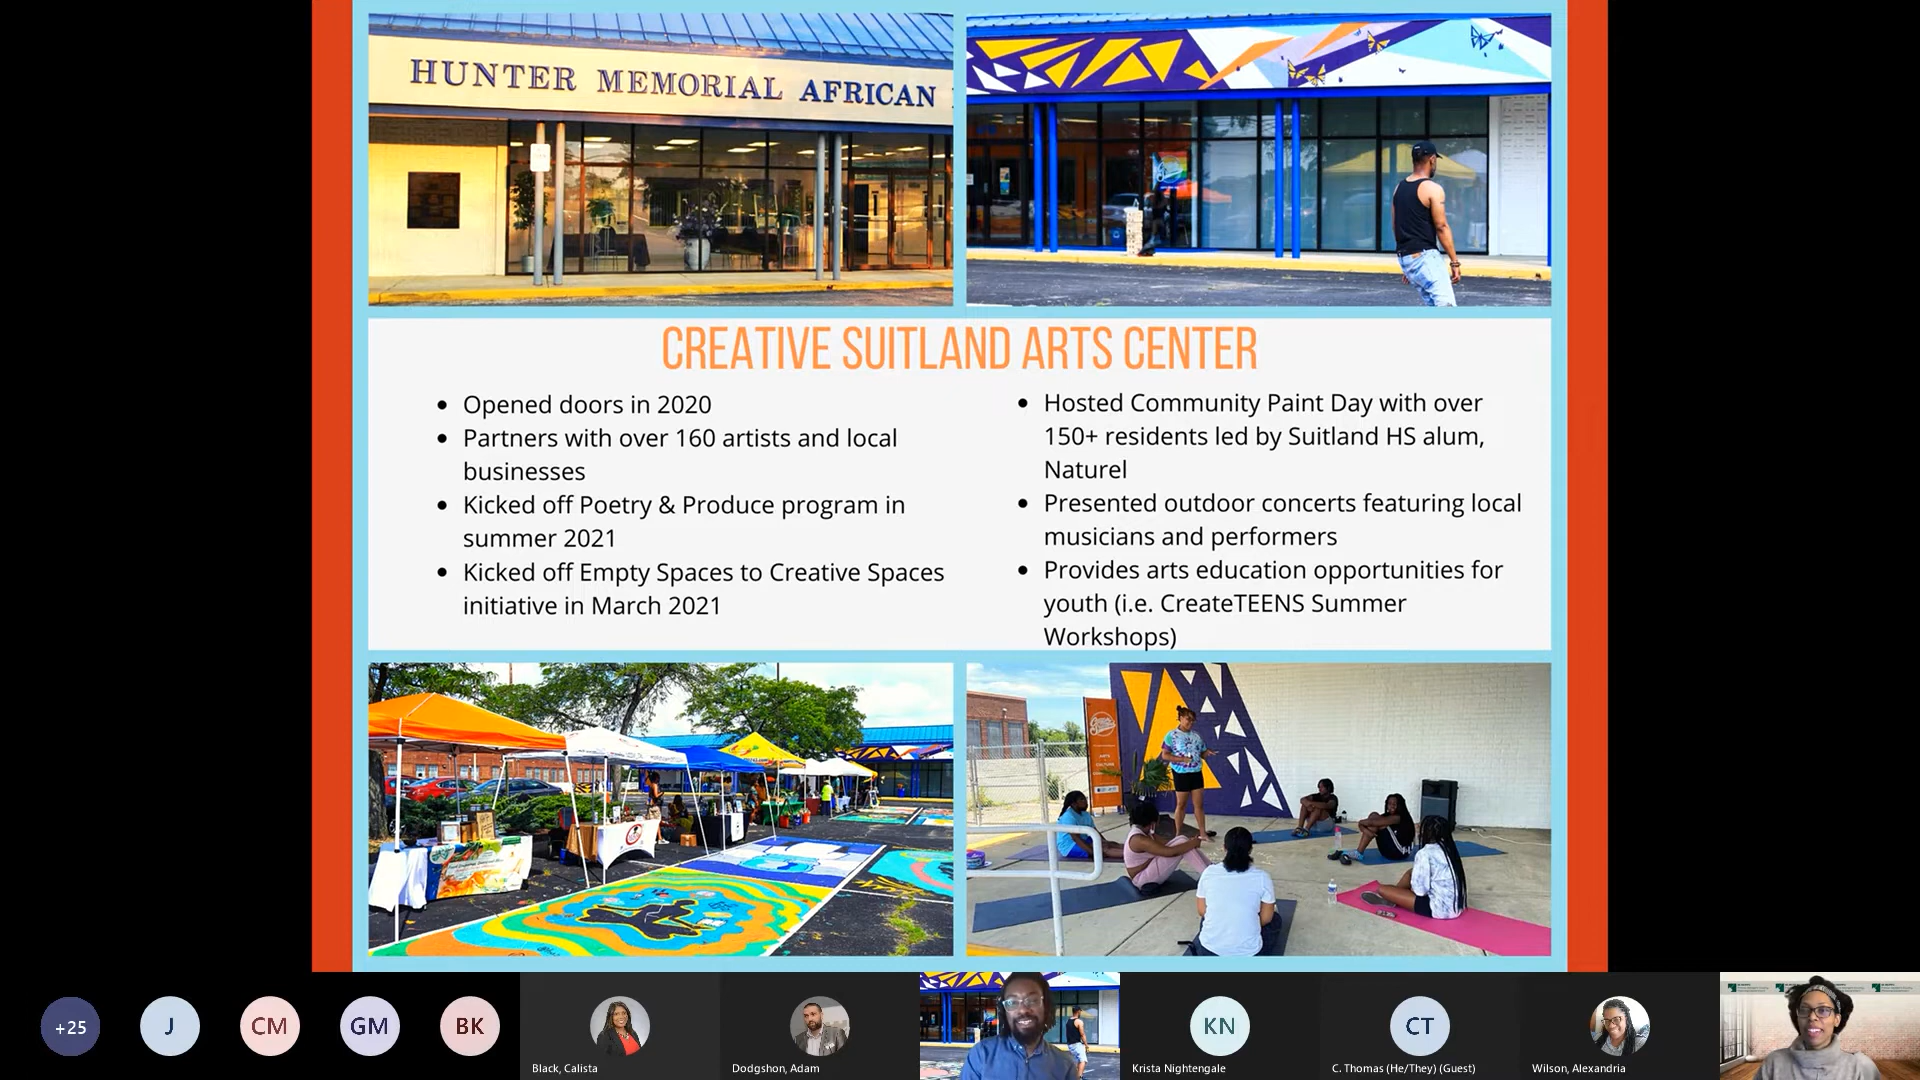 HUNTER MEMORIAL AFRICAN
CREATIVE SUITLAND ARTS CENTER
• Opened doors in 2020
• Partners with over 160 artists and local
businesses
• Kicked off Poetry & Produce program in
summer 2021
• Kicked off Empty Spaces to Creative Spaces
initiative in March 2021
• Hosted Community Paint Day with over
150+ residents led by Suitland HS alum,
Naturel
• Presented outdoor concerts featuring local
musicians and performers
• Provides arts education opportunities for
youth (i.e. CreateTEENS Summer
Workshops)
+25
J
CM
GM
BK
Black, Calista
Dodgshon, Adam
KN
Krista Nightengale
CT
C. Thomas (He/They) (Guest)
Wilson, Alexandria